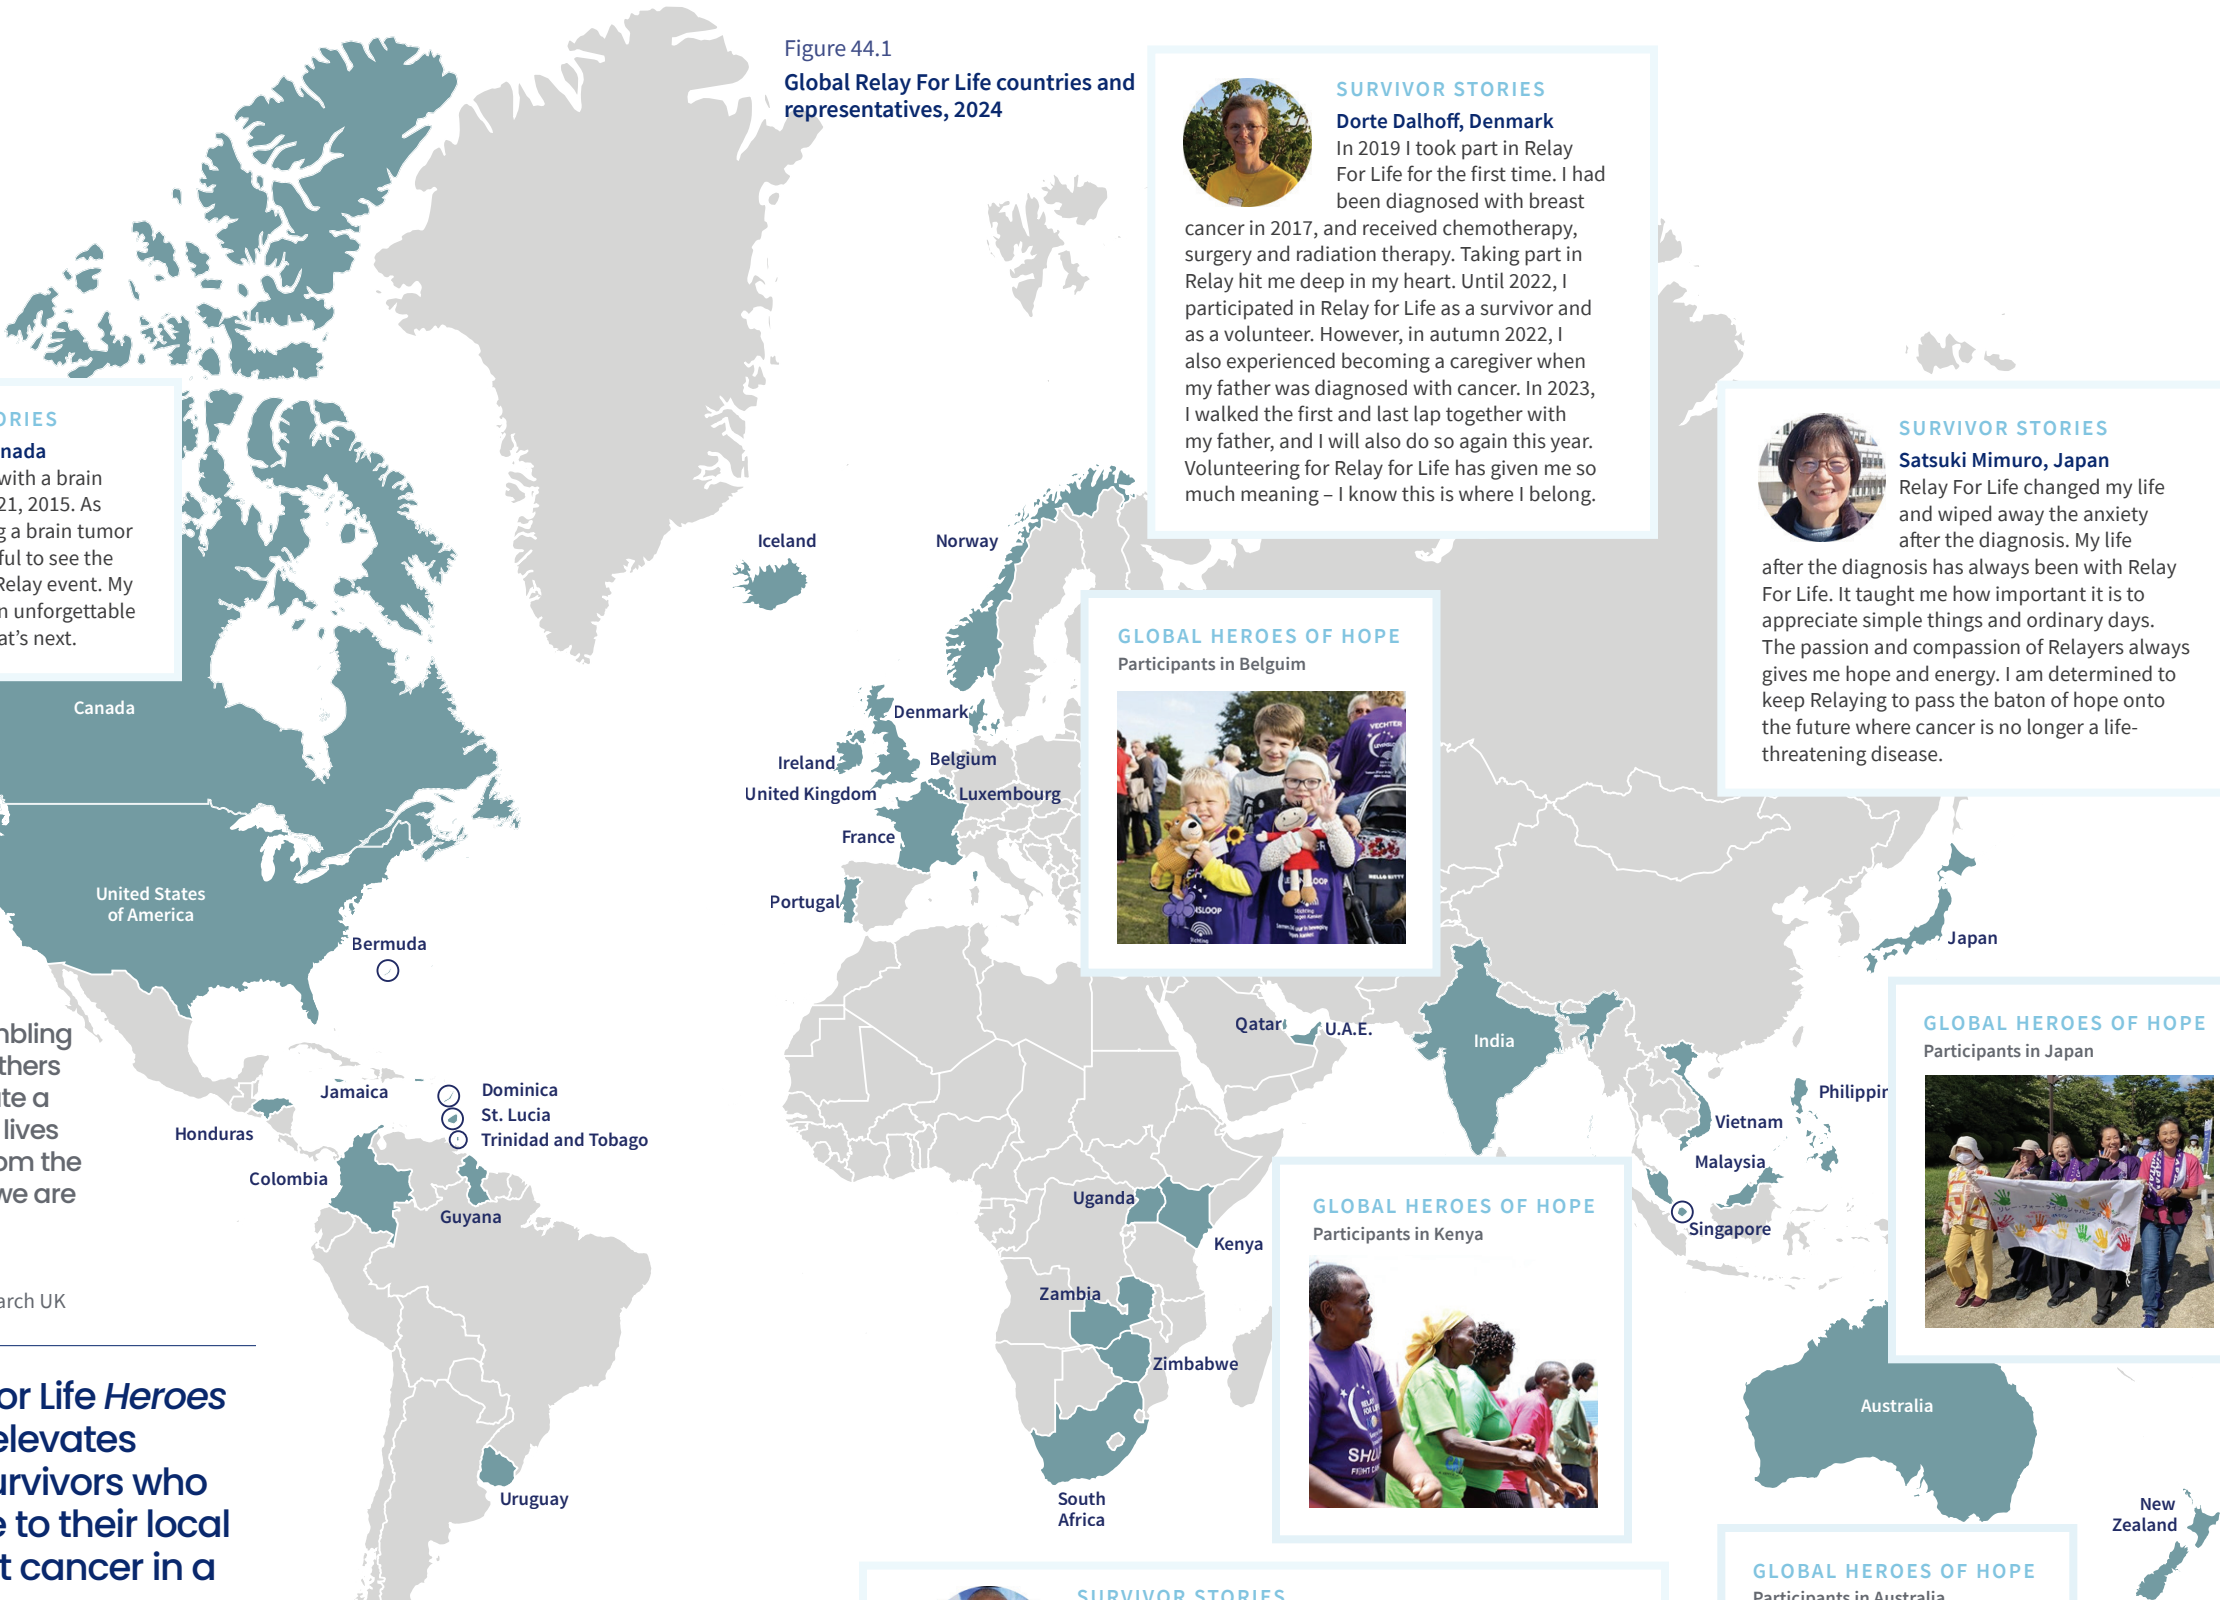 Figure 44.1
Global Relay For Life countries and
representatives, 2024
SURVIVOR STORIES
Dorte Dalhoff, Denmark
In 2019 I took part in Relay
For Life for the first time. I had
been diagnosed with breast
cancer in 2017, and received chemotherapy,
surgery and radiation therapy. Taking part in
Relay hit me deep in my heart. Until 2022, I
participated in Relay for Life as a survivor and
as a volunteer. However, in autumn 2022, I
also experienced becoming a caregiver when
my father was diagnosed with cancer. In 2023,
I walked the first and last lap together with
my father, and I will also do so again this year.
Volunteering for Relay for Life has given me so
much meaning – I know this is where I belong.
ORIES
nada
with a brain
21, 2015. As
g a brain tumor
ful to see the
Relay event. My
n unforgettable
at's next.
SURVIVOR STORIES
Satsuki Mimuro, Japan
Relay For Life changed my life
and wiped away the anxiety
after the diagnosis. My life
after the diagnosis has always been with Relay
For Life. It taught me how important it is to
appreciate simple things and ordinary days.
The passion and compassion of Relayers always
gives me hope and energy. I am determined to
keep Relaying to pass the baton of hope onto
the future where cancer is no longer a life-
threatening disease.
Iceland
Norway
GLOBAL HEROES OF HOPE
Participants in Belguim
VECHTER
HELLO KITTY
Canada
Denmark
Ireland
Belgium
United Kingdom
Luxembourg
France
Portugal
United States
of America
Bermuda
Japan
Qatar
U.A.E.
India
GLOBAL HEROES OF HOPE
Participants in Japan
mbling
thers
te a
lives
om the
we are
Jamaica
Dominica
St. Lucia
Trinidad and Tobago
Honduras
Colombia
Guyana
Philippin
Vietnam
Malaysia
Singapore
Uganda
Kenya
Zambia
Zimbabwe
GLOBAL HEROES OF HOPE
Participants in Kenya
RELAY
FOR LIFE
SHU
FIGHT CAN
arch UK
or Life Heroes
elevates
urvivors who
e to their local
t cancer in a
Uruguay
South
Africa
Australia
New
Zealand
SURVIVOR STORIES
GLOBAL HEROES OF HOPE
Participants in Australia